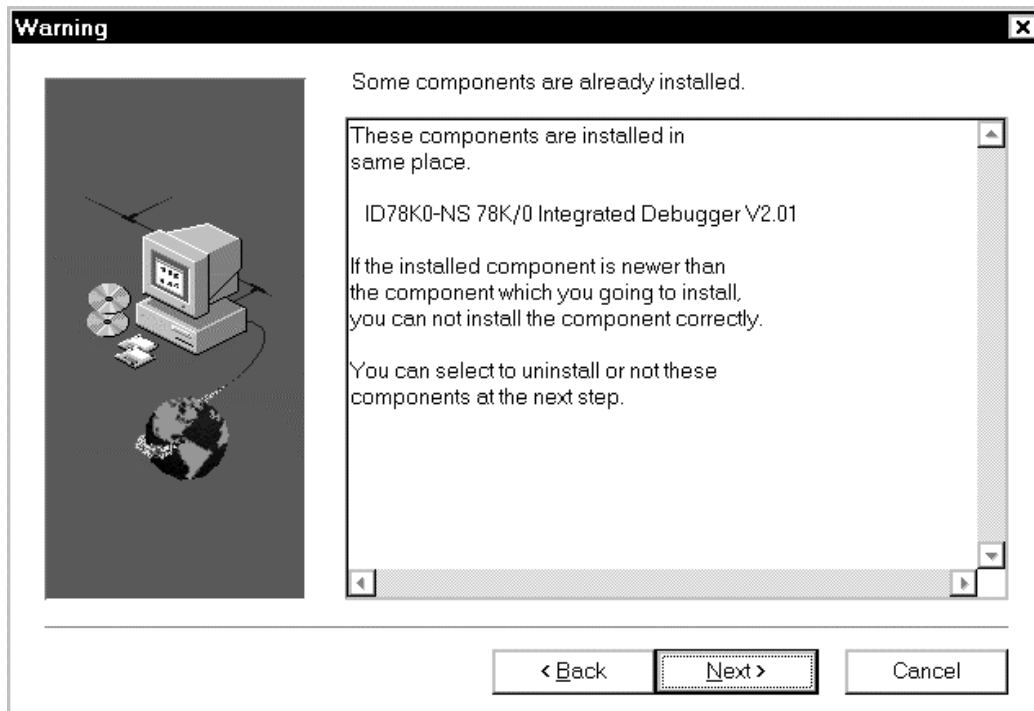 Warning
Some components are already installed.
These components are installed in
same place.
ID78K0-NS 78K/0 Integrated Debugger V2.01
If the installed component is newer than
the component which you going to install,
you can not install the component correctly.
You can select to uninstall or not these
components at the next step.
< Back
Next >
Cancel